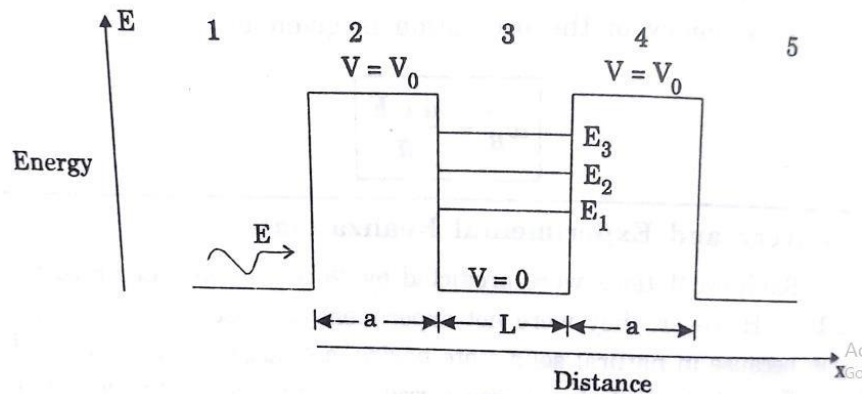 E
1 2 3 4 5
V = V0 V = V0
Energy
E3
E2
E1
E
V = 0
a L a
x
Distance